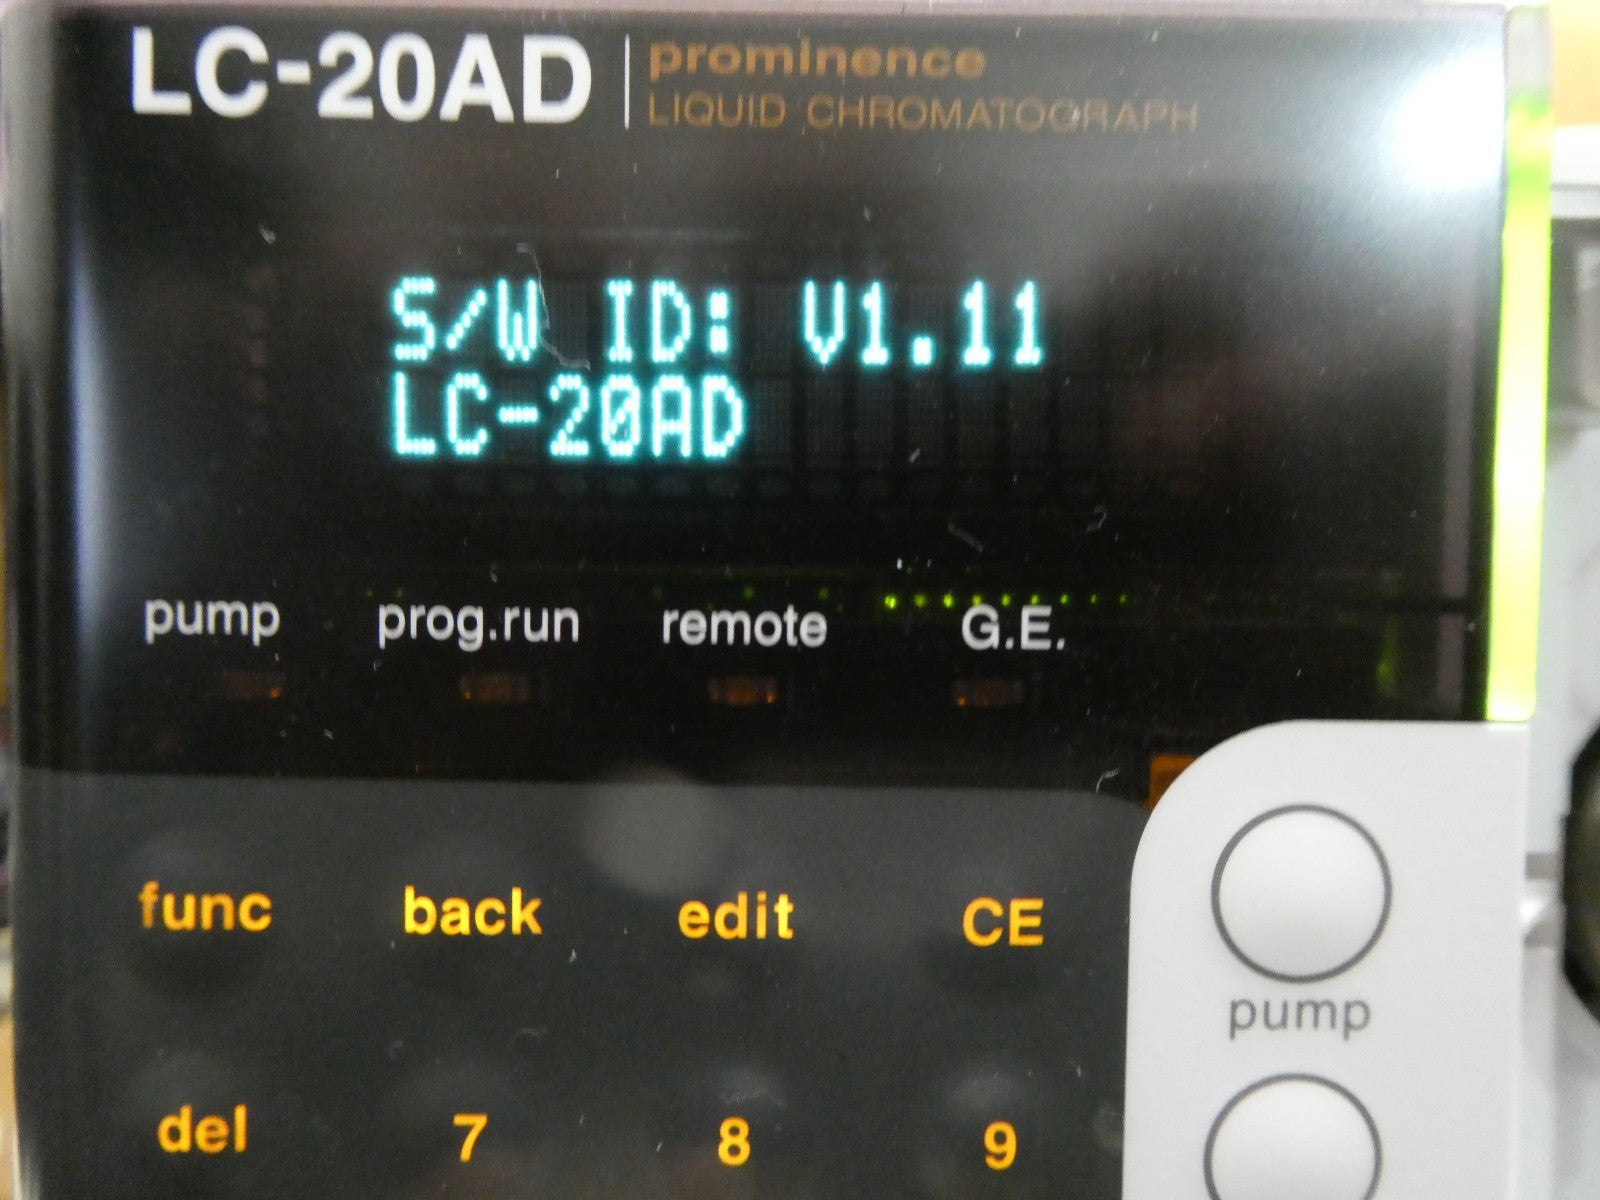 LC-20AD
prominence
LIQUID CHROMATOGRAPH
S/W ID: V1.11
LC-20AD
pump prog.run remote G.E.
func back edit CE
pump
del 7 8 9